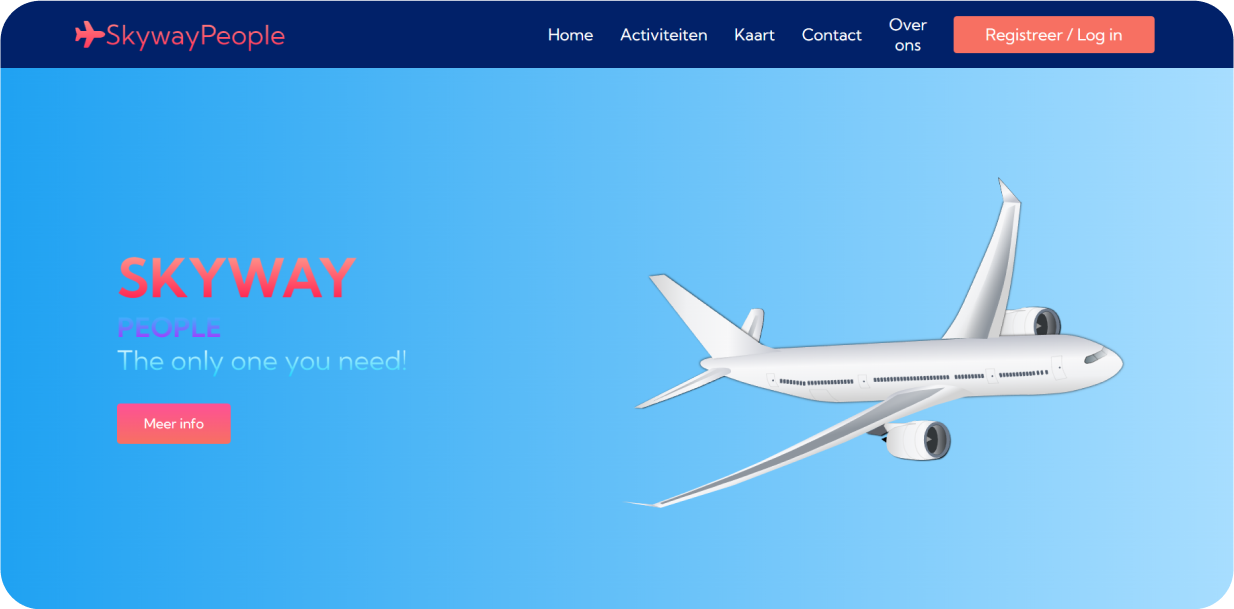 SkywayPeople
Home Activiteiten Kaart Contact Over ons Registreer / Log in
SKYWAY
PEOPLE
The only one you need!
Meer info